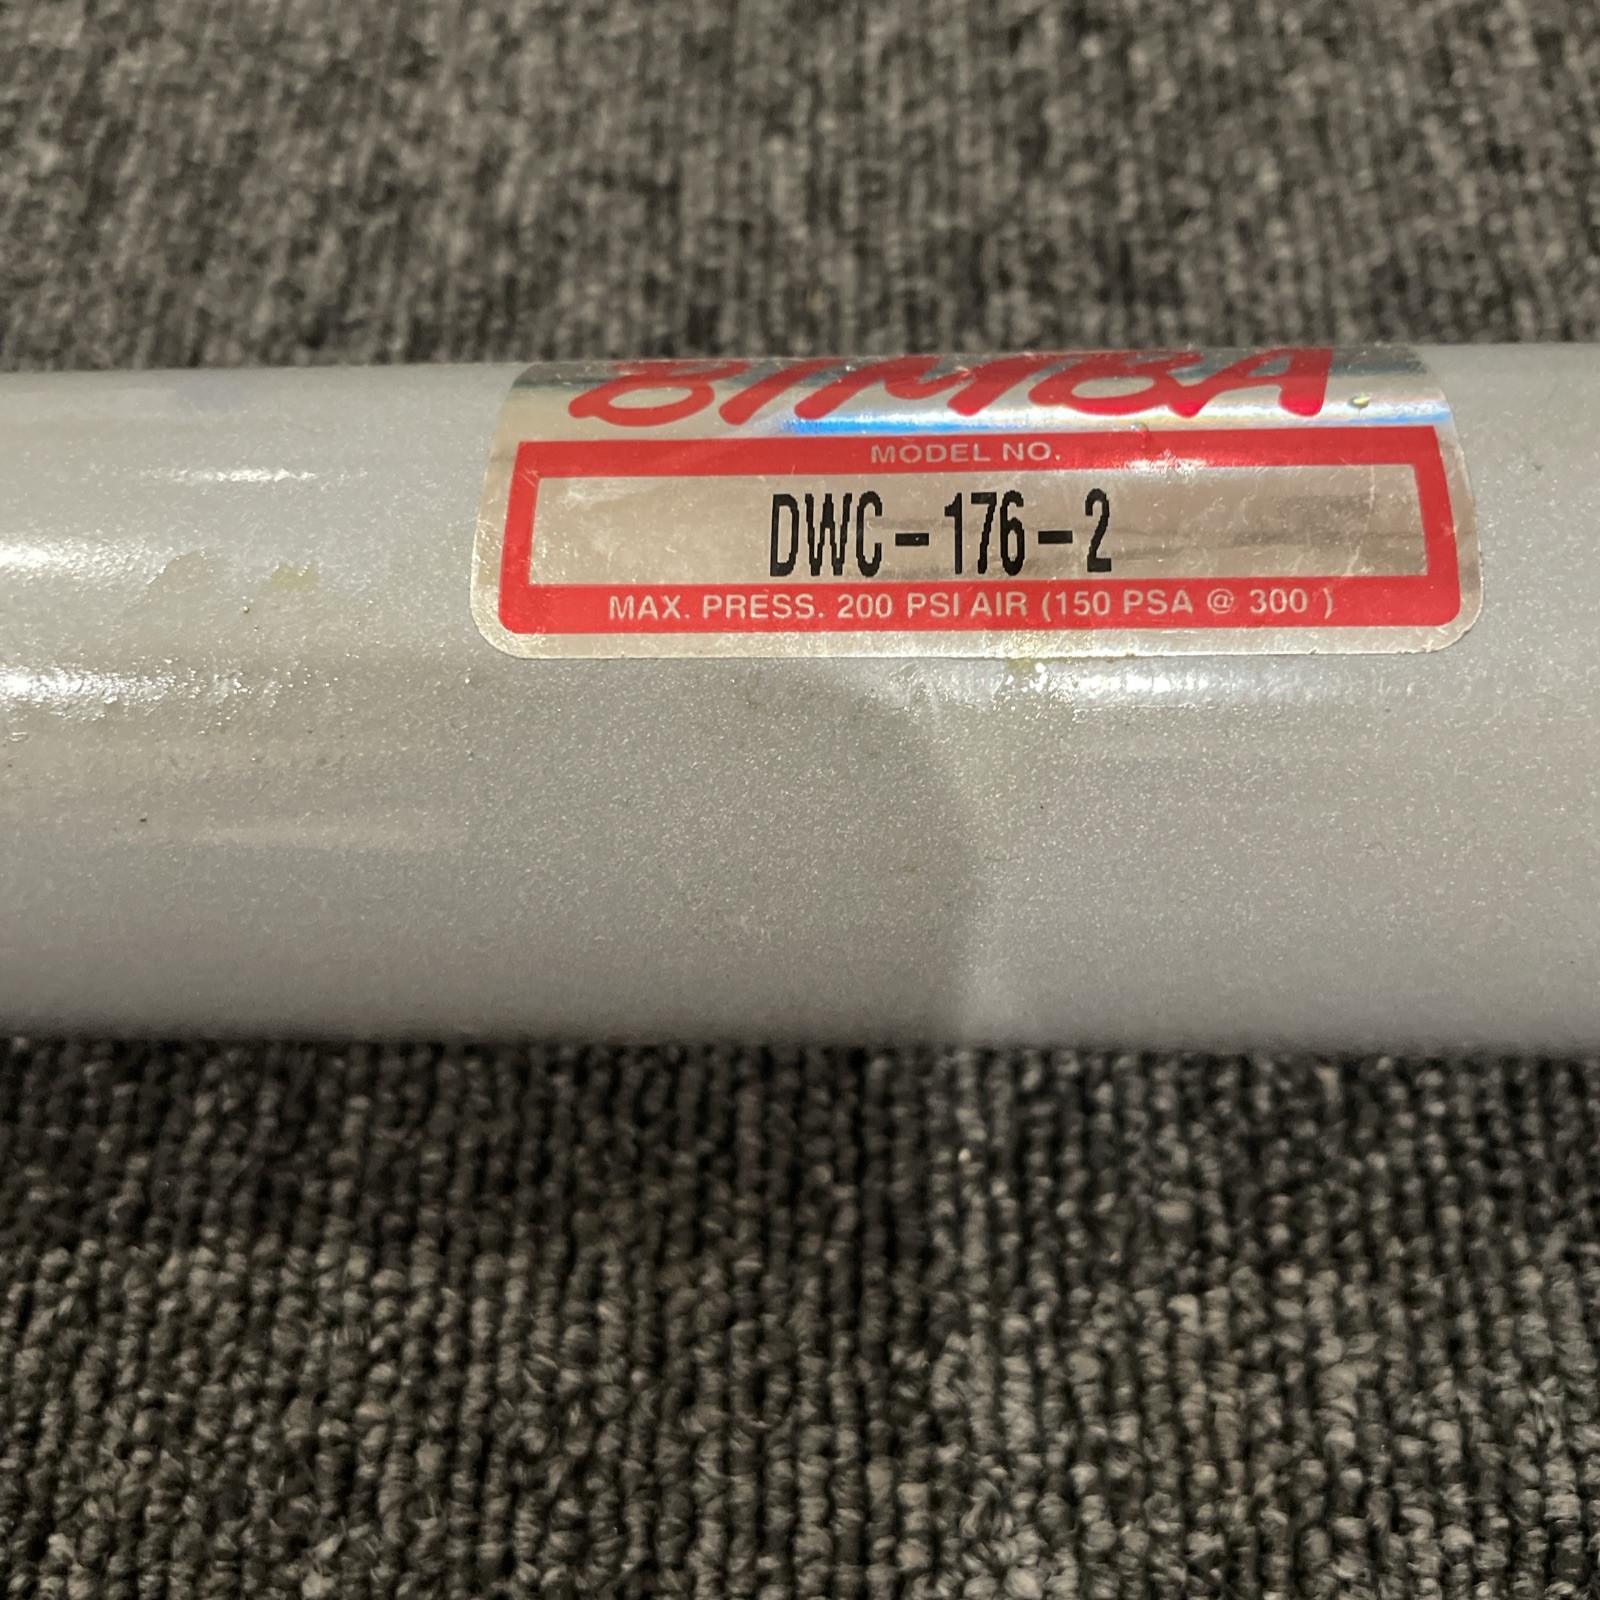 BIMBA
MODEL NO.
DWC-176-2
MAX. PRESS. 200 PSI AIR (150 PSA @ 300 )